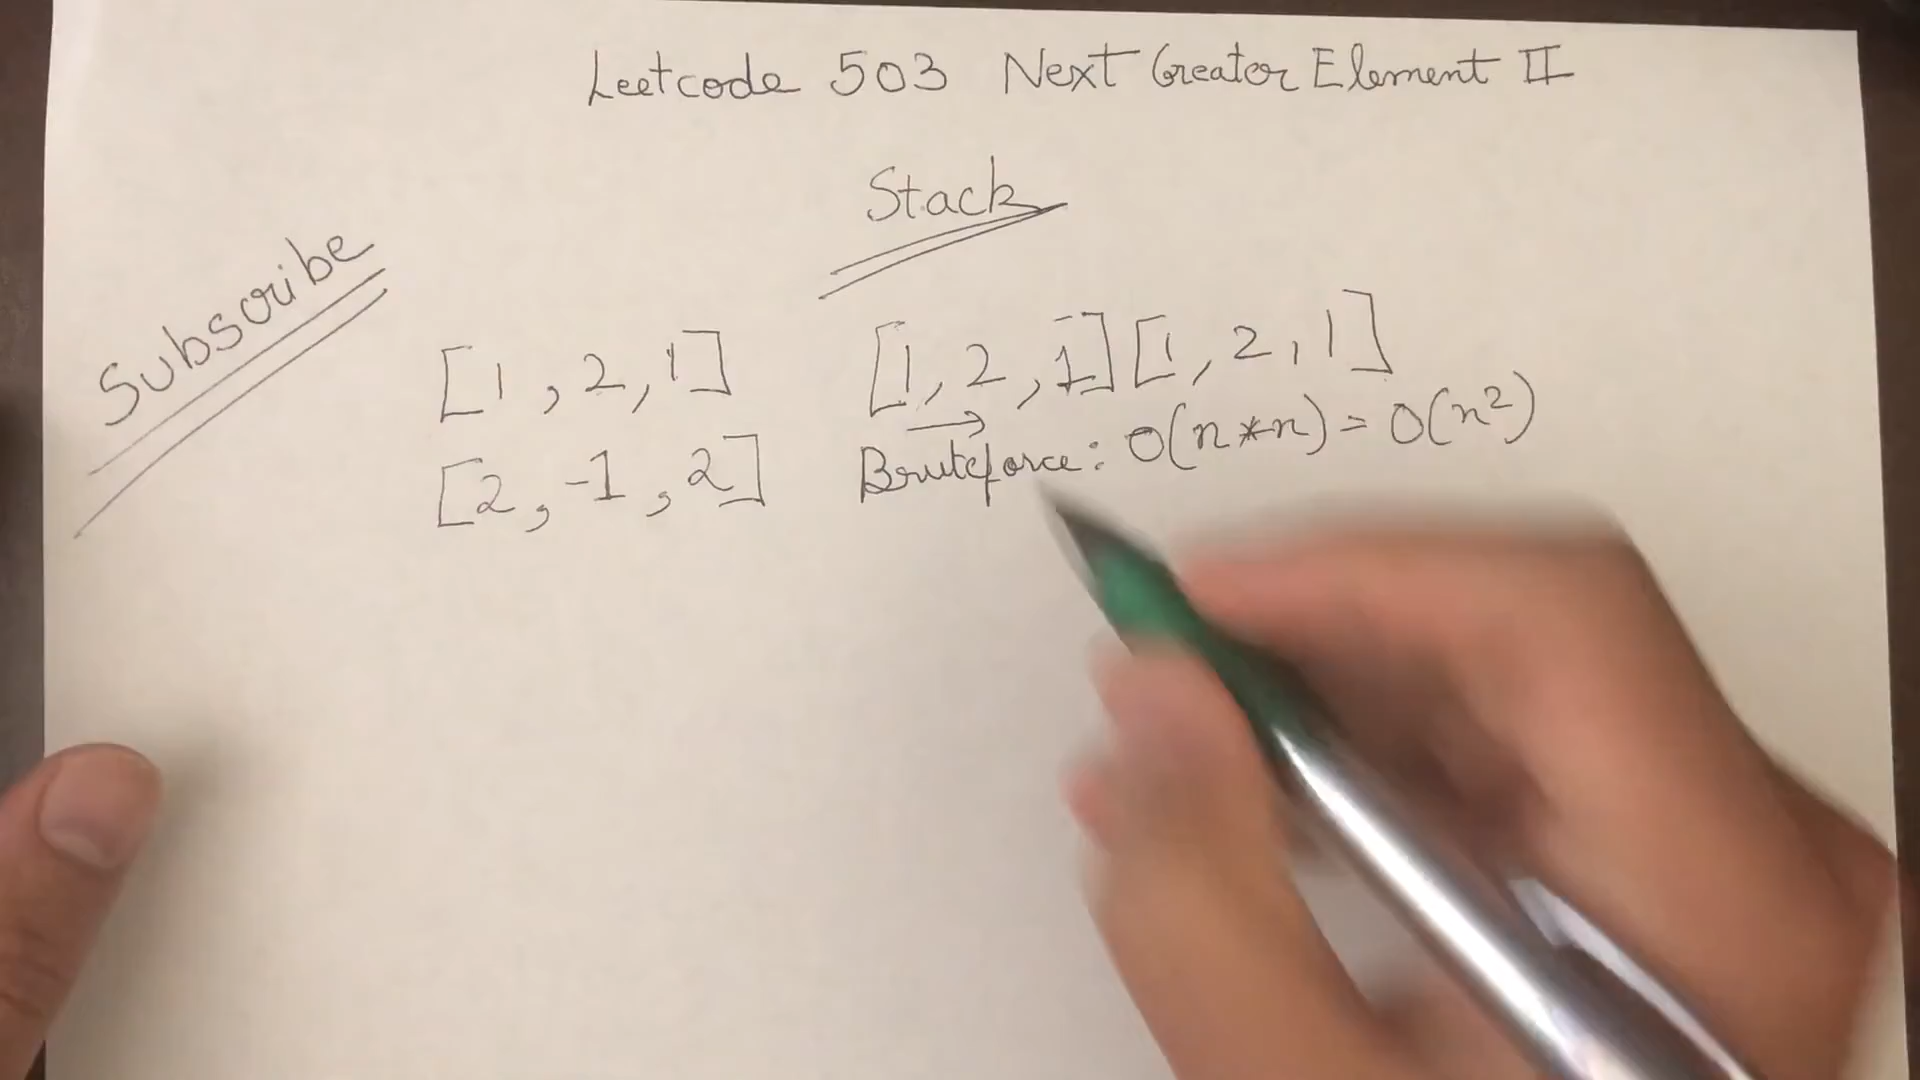 Leetcode 503 Next Greator Element II
Stack
Subscribe
[1, 2, 1] [1, 2, 1][1, 2, 1]
[2, -1, 2] Bruteforce: O(n*n) = O(n²)